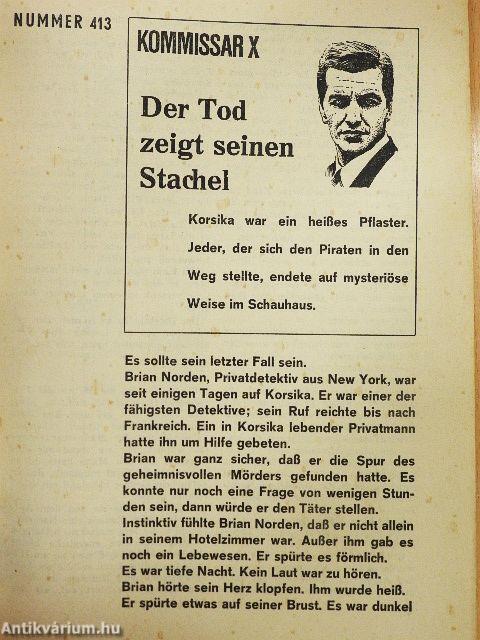 NUMMER 413
KOMMISSAR X
Der Tod
zeigt seinen
Stachel
Korsika war ein heißes Pflaster.
Jeder, der sich den Piraten in den
Weg stellte, endete auf mysteriöse
Weise im Schauhaus.
Es sollte sein letzter Fall sein.
Brian Norden, Privatdetektiv aus New York, war
seit einigen Tagen auf Korsika. Er war einer der
fähigsten Detektive; sein Ruf reichte bis nach
Frankreich. Ein in Korsika lebender Privatmann
hatte ihn um Hilfe gebeten.
Brian war ganz sicher, daß er die Spur des
geheimnisvollen Mörders gefunden hatte. Es
konnte nur noch eine Frage von wenigen Stun-
den sein, dann würde er den Täter stellen.
Instinktiv fühlte Brian Norden, daß er nicht allein
in seinem Hotelzimmer war. Außer ihm gab es
noch ein Lebewesen. Er spürte es förmlich.
Es war tiefe Nacht. Kein Laut war zu hören.
Brian hörte sein Herz klopfen. Ihm wurde heiß.
Er spürte etwas auf seiner Brust. Es war dunkel
Antikvárium.hu